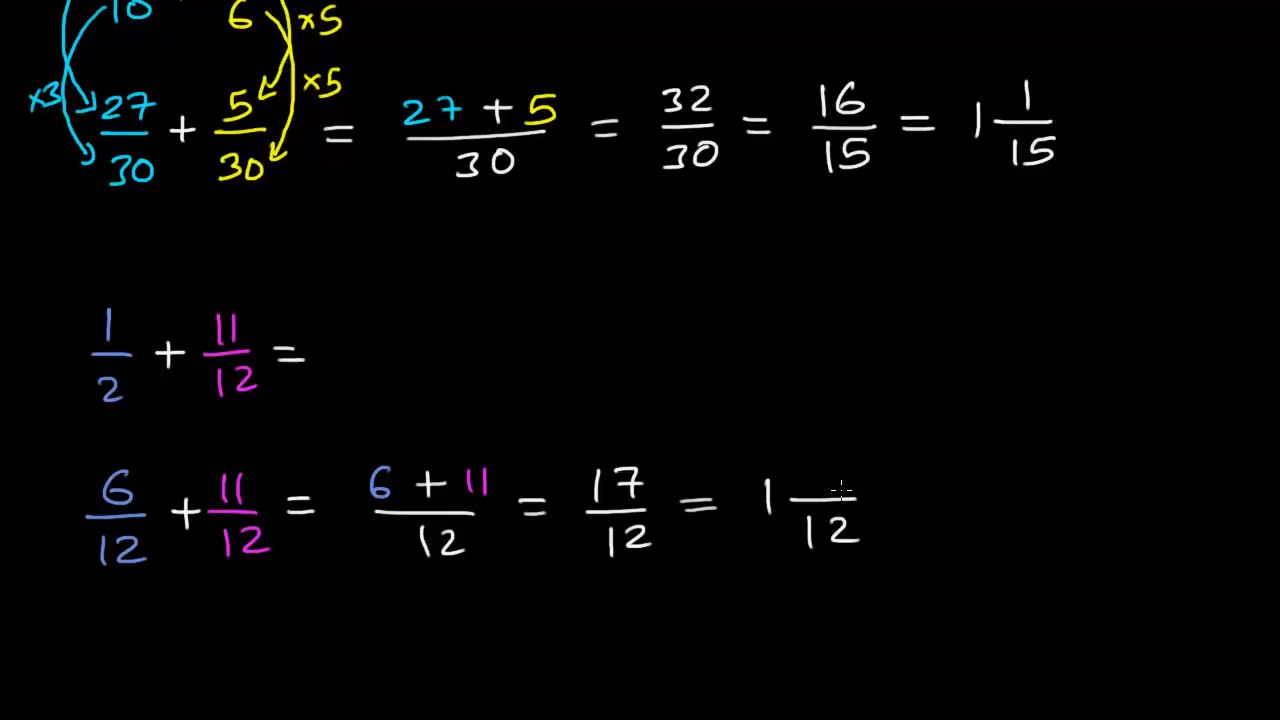 10 6 ×5
×3 ×5
27/30 + 5/30 = 27 + 5/30 = 32/30 = 16/15 = 1 1/15
1/2 + 11/12 =
6/12 + 11/12 = 6 + 11/12 = 17/12 = 1 /12